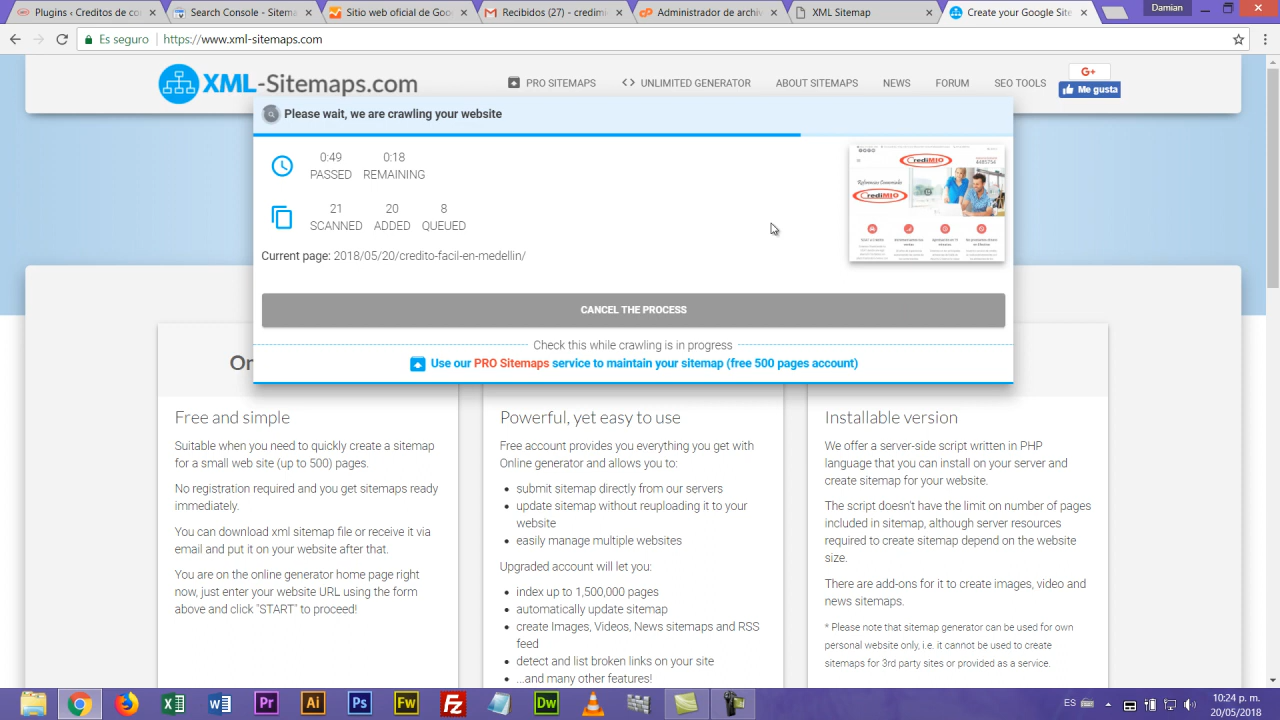 Plugins ‹ Creditos de co
Search Console - Sitema
Sitio web oficial de Goo
Recibidos (27) - credimi
Administrador de archiv
XML Sitemap
Create your Google Site
Damian
Es seguro
https://www.xml-sitemaps.com
XML-Sitemaps.com
PRO SITEMAPS
UNLIMITED GENERATOR
ABOUT SITEMAPS
NEWS
FORUM
SEO TOOLS
G+
Me gusta
Please wait, we are crawling your website
0:49 0:18
PASSED REMAINING
21 20 8
SCANNED ADDED QUEUED
Current page: 2018/05/20/credito-facil-en-medellin/
CrediMIO
CrediMIO
CANCEL THE PROCESS
Check this while crawling is in progress
Use our PRO Sitemaps service to maintain your sitemap (free 500 pages account)
Free and simple
Suitable when you need to quickly create a sitemap
for a small web site (up to 500) pages.
No registration required and you get sitemaps ready
immediately.
You can download xml sitemap file or receive it via
email and put it on your website after that.
You are on the online generator home page right
now, just enter your website URL using the form
above and click "START" to proceed!
Powerful, yet easy to use
Free account provides you everything you get with
Online generator and allows you to:
• submit sitemap directly from our servers
• update sitemap without reuploading it to your
website
• easily manage multiple websites
Upgraded account will let you:
• index up to 1,500,000 pages
• automatically update sitemap
• create Images, Videos, News sitemaps and RSS
feed
• detect and list broken links on your site
• ...and many other features!
Installable version
We offer a server-side script written in PHP
language that you can install on your server and
create sitemap for your website.
The script doesn't have the limit on number of pages
included in sitemap, although server resources
required to create sitemap depend on the website
size.
There are add-ons for it to create images, video and
news sitemaps.
* Please note that sitemap generator can be used for own
personal website only, i.e. it cannot be used to create
sitemaps for 3rd party sites or provided as a service.
Pr
Ai
Ps
Fw
Fz
Dw
ES
10:24 p. m.
20/05/2018